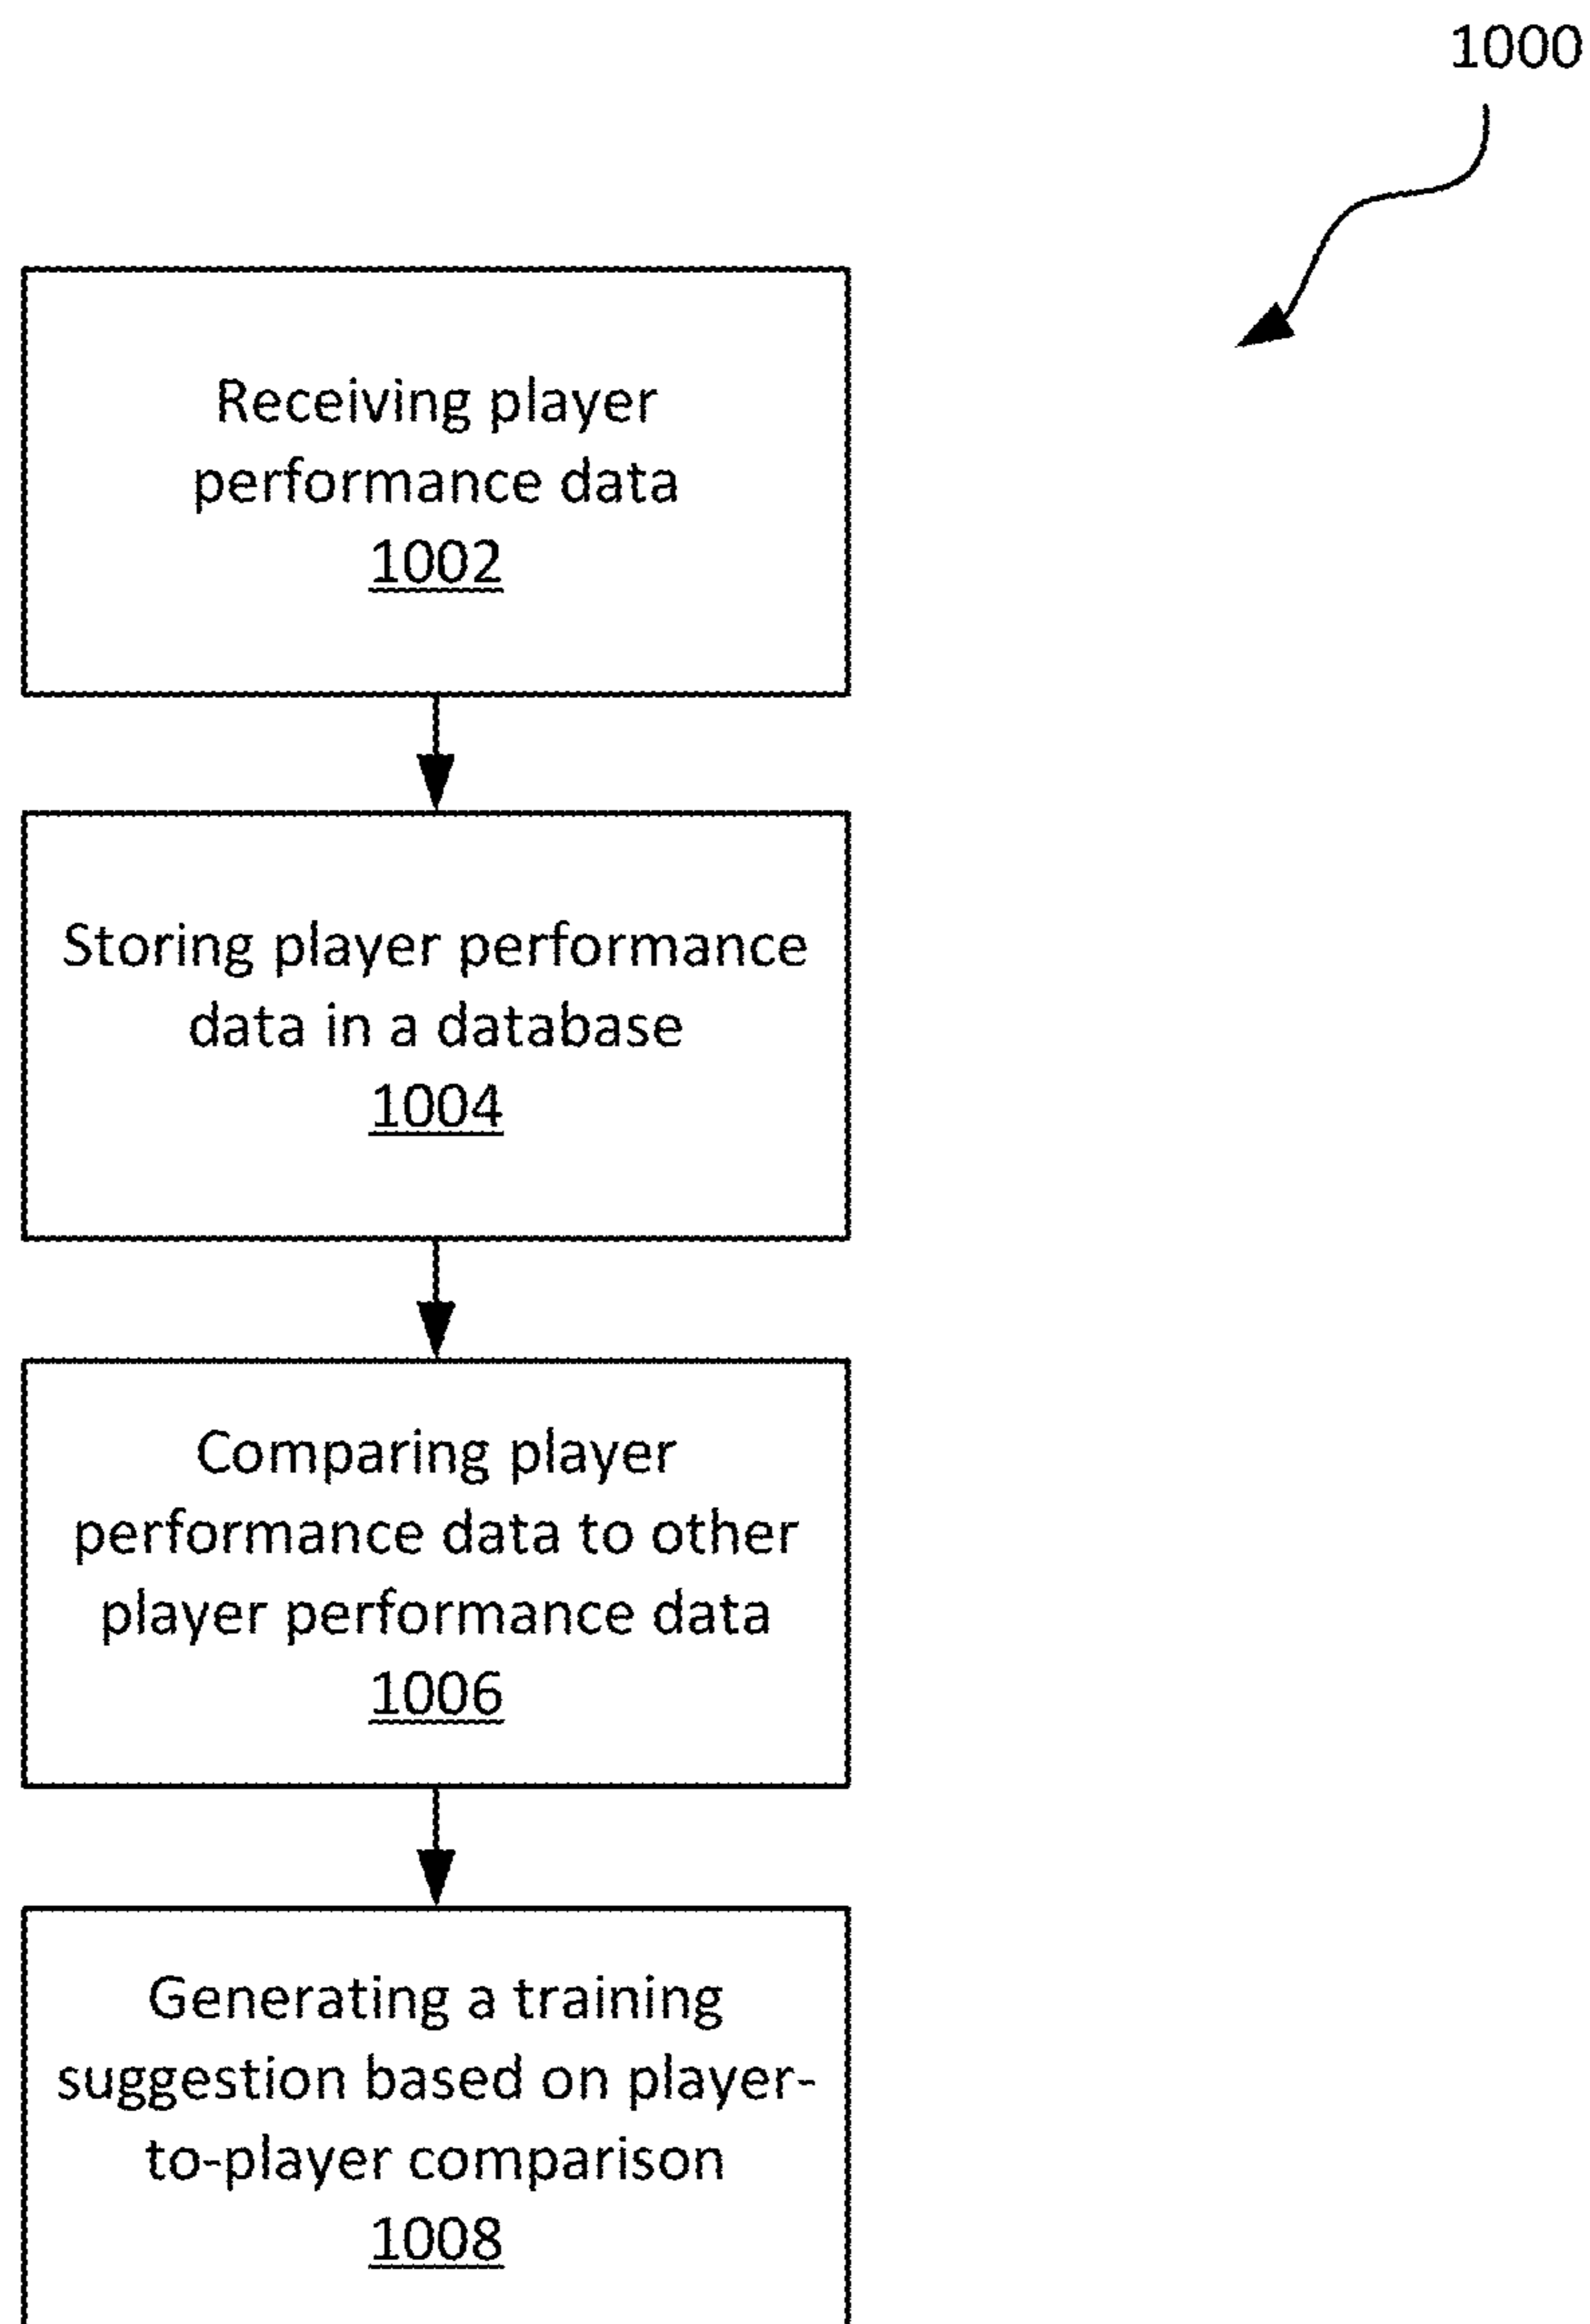 1000
Receiving player
performance data
1002
Storing player performance
data in a database
1004
Comparing player
performance data to other
player performance data
1006
Generating a training
suggestion based on player-
to-player comparison
1008